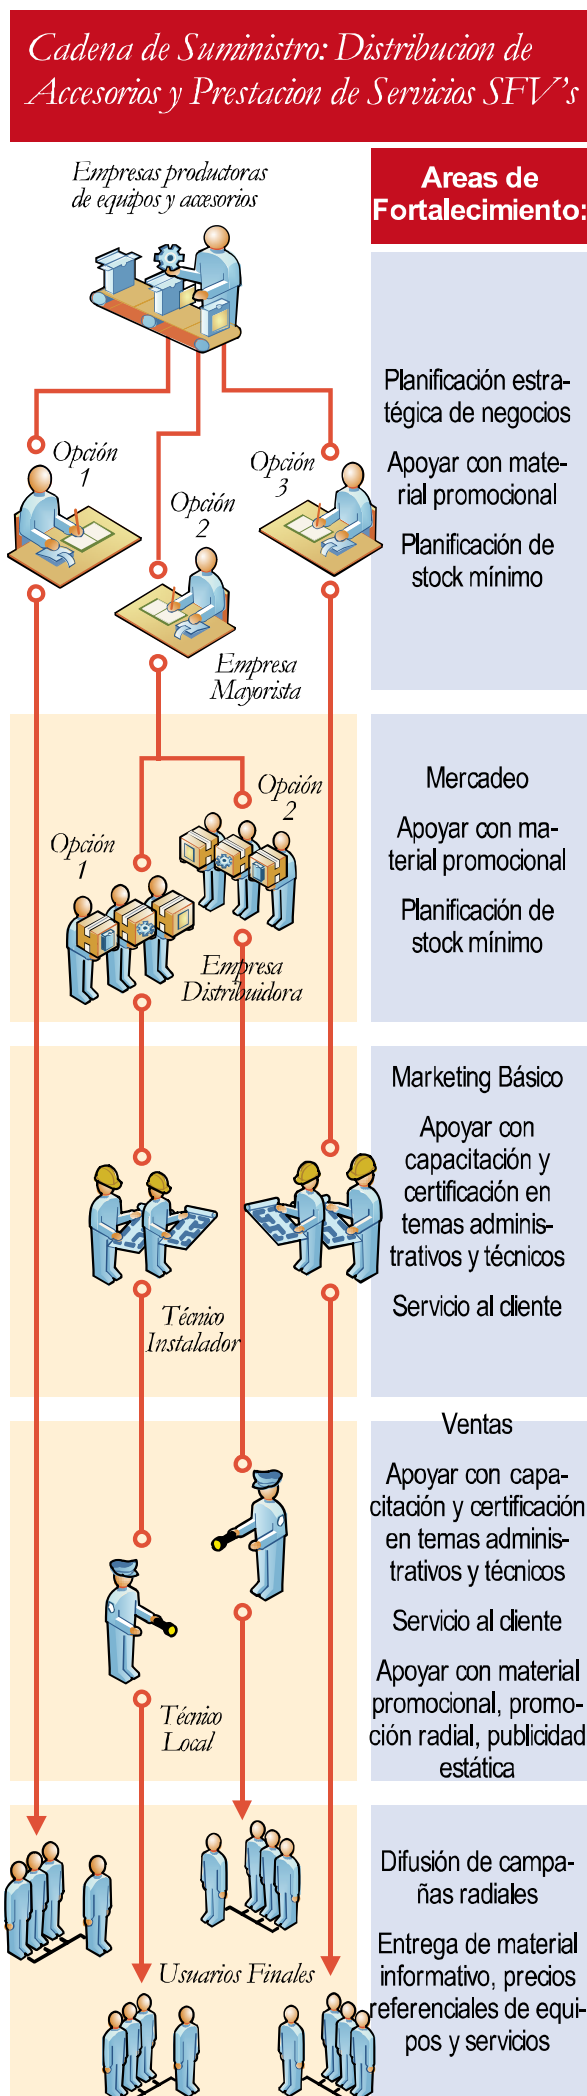 Cadena de Suministro: Distribucion de
Accesorios y Prestacion de Servicios SFV's
Empresas productoras
de equipos y accesorios
Areas de
Fortalecimiento:
Planificación estra-
tégica de negocios
Apoyar con mate-
rial promocional
Planificación de
stock mínimo
Opción
1
Opción
2
Opción
3
Empresa
Mayorista
Opción
1
Opción
2
Empresa
Distribuidora
Mercadeo
Apoyar con ma-
terial promocional
Planificación de
stock mínimo
Técnico
Instalador
Marketing Básico
Apoyar con
capacitación y
certificación en
temas adminis-
trativos y técnicos
Servicio al cliente
Técnico
Local
Ventas
Apoyar con capa-
citación y certificación
en temas adminis-
trativos y técnicos
Servicio al cliente
Apoyar con material
promocional, promo-
ción radial, publicidad
estática
Usuarios Finales
Difusión de campa-
ñas radiales
Entrega de material
informativo, precios
referenciales de equi-
pos y servicios